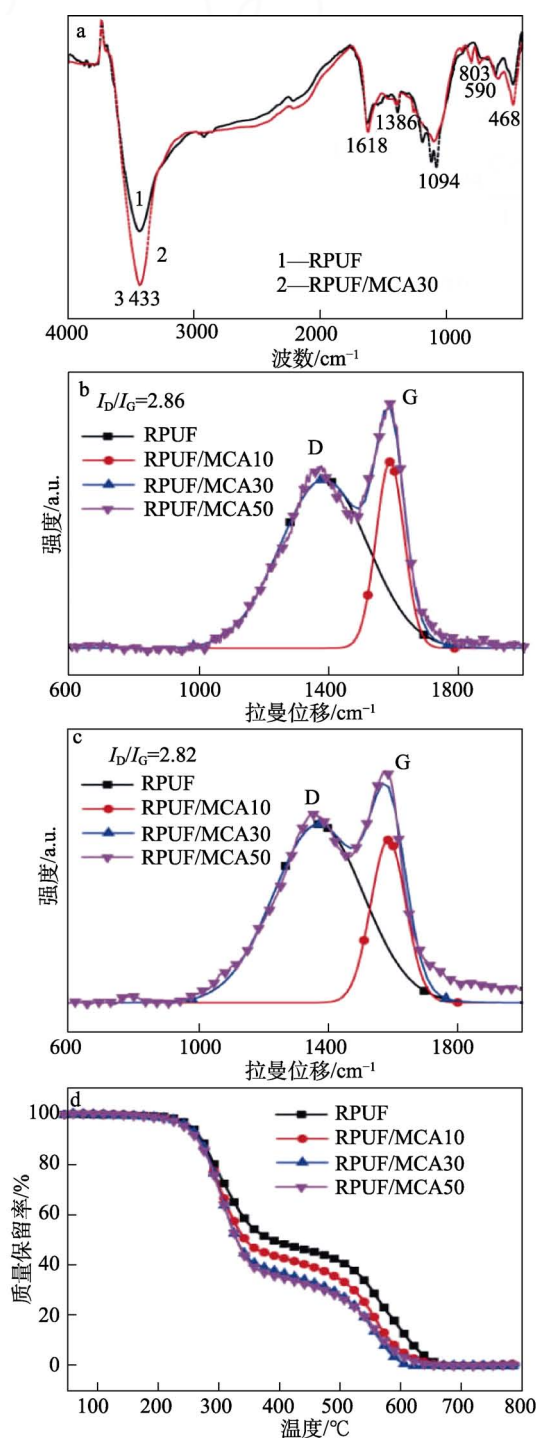 a
803
590
468
1386
1618
1094
1
2
3 433
1—RPUF
2—RPUF/MCA30
4000 3000 2000 1000
波数/cm⁻¹
b
I_D/I_G=2.86
RPUF
RPUF/MCA10
RPUF/MCA30
RPUF/MCA50
D
G
强度/a.u.
600 1000 1400 1800
拉曼位移/cm⁻¹
c
I_D/I_G=2.82
RPUF
RPUF/MCA10
RPUF/MCA30
RPUF/MCA50
D
G
强度/a.u.
600 1000 1400 1800
拉曼位移/cm⁻¹
d
RPUF
RPUF/MCA10
RPUF/MCA30
RPUF/MCA50
100
80
60
40
20
0
质量保留率/%
100 200 300 400 500 600 700 800
温度/℃